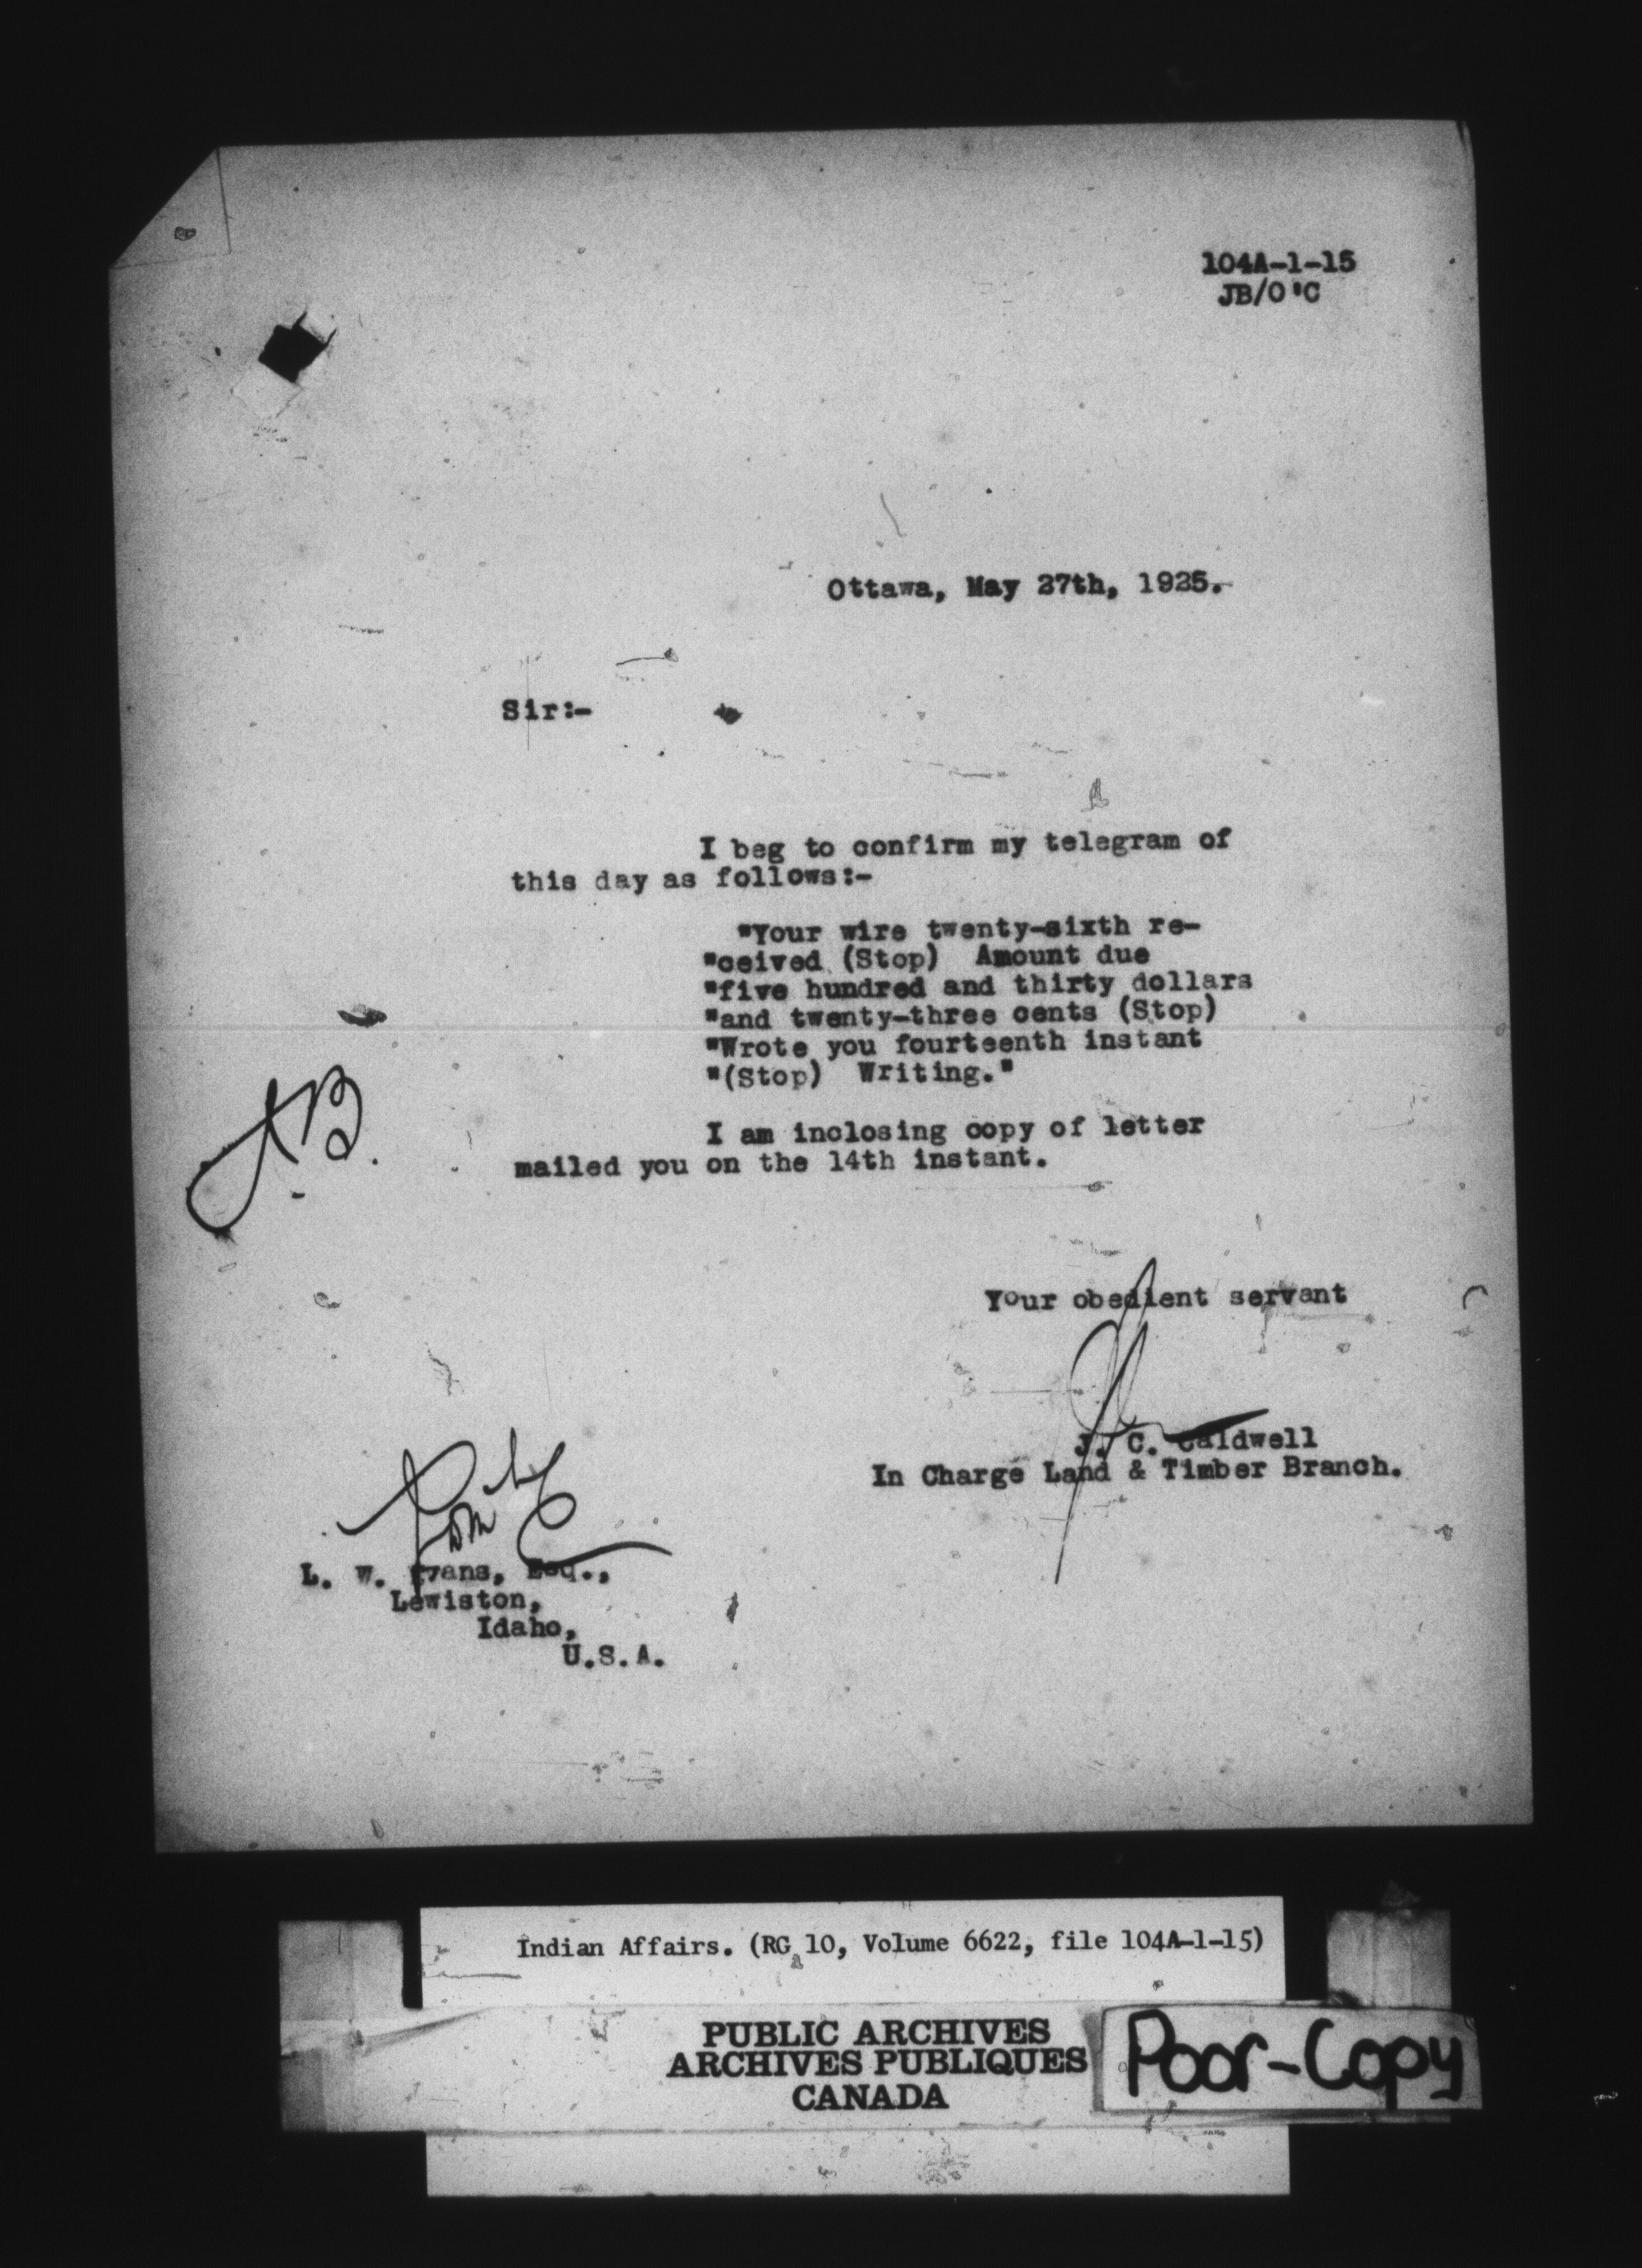 104A-1-15
JB/O'C
Ottawa, May 27th, 1925.
Sir:-
I beg to confirm my telegram of
this day as follows:-
"Your wire twenty-sixth re-
"ceived (Stop) Amount due
"five hundred and thirty dollars
"and twenty-three cents (Stop)
"Wrote you fourteenth instant
"(Stop) Writing."
I am inclosing copy of letter
mailed you on the 14th instant.
JB.
Your obedient servant
J. C. Caldwell
In Charge Land & Timber Branch.
L. W. Evans, Esq.,
Lewiston,
Idaho,
U.S.A.
Indian Affairs. (RG 10, Volume 6622, file 104A-1-15)
PUBLIC ARCHIVES
ARCHIVES PUBLIQUES
CANADA
Poor-Copy